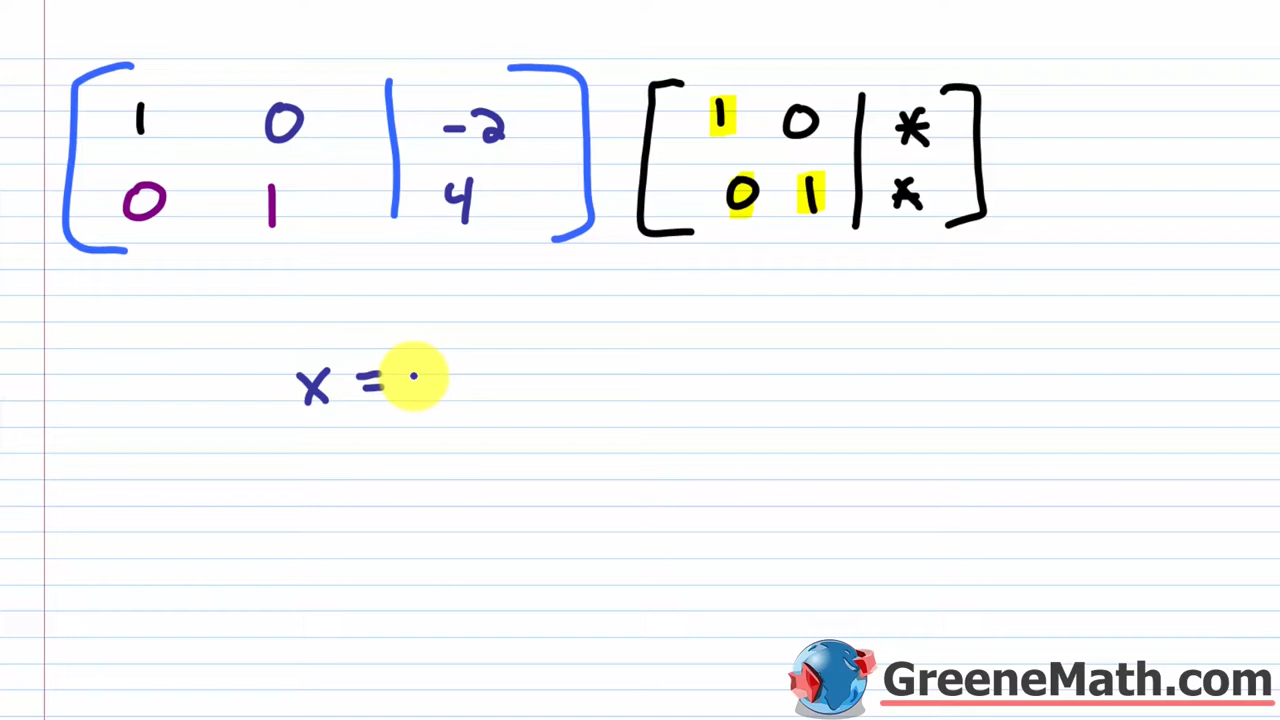 [ 1 0 | -2 ] [ 1 0 | * ]
[ 0 1 | 4 ] [ 0 1 | * ]
x =
GreeneMath.com